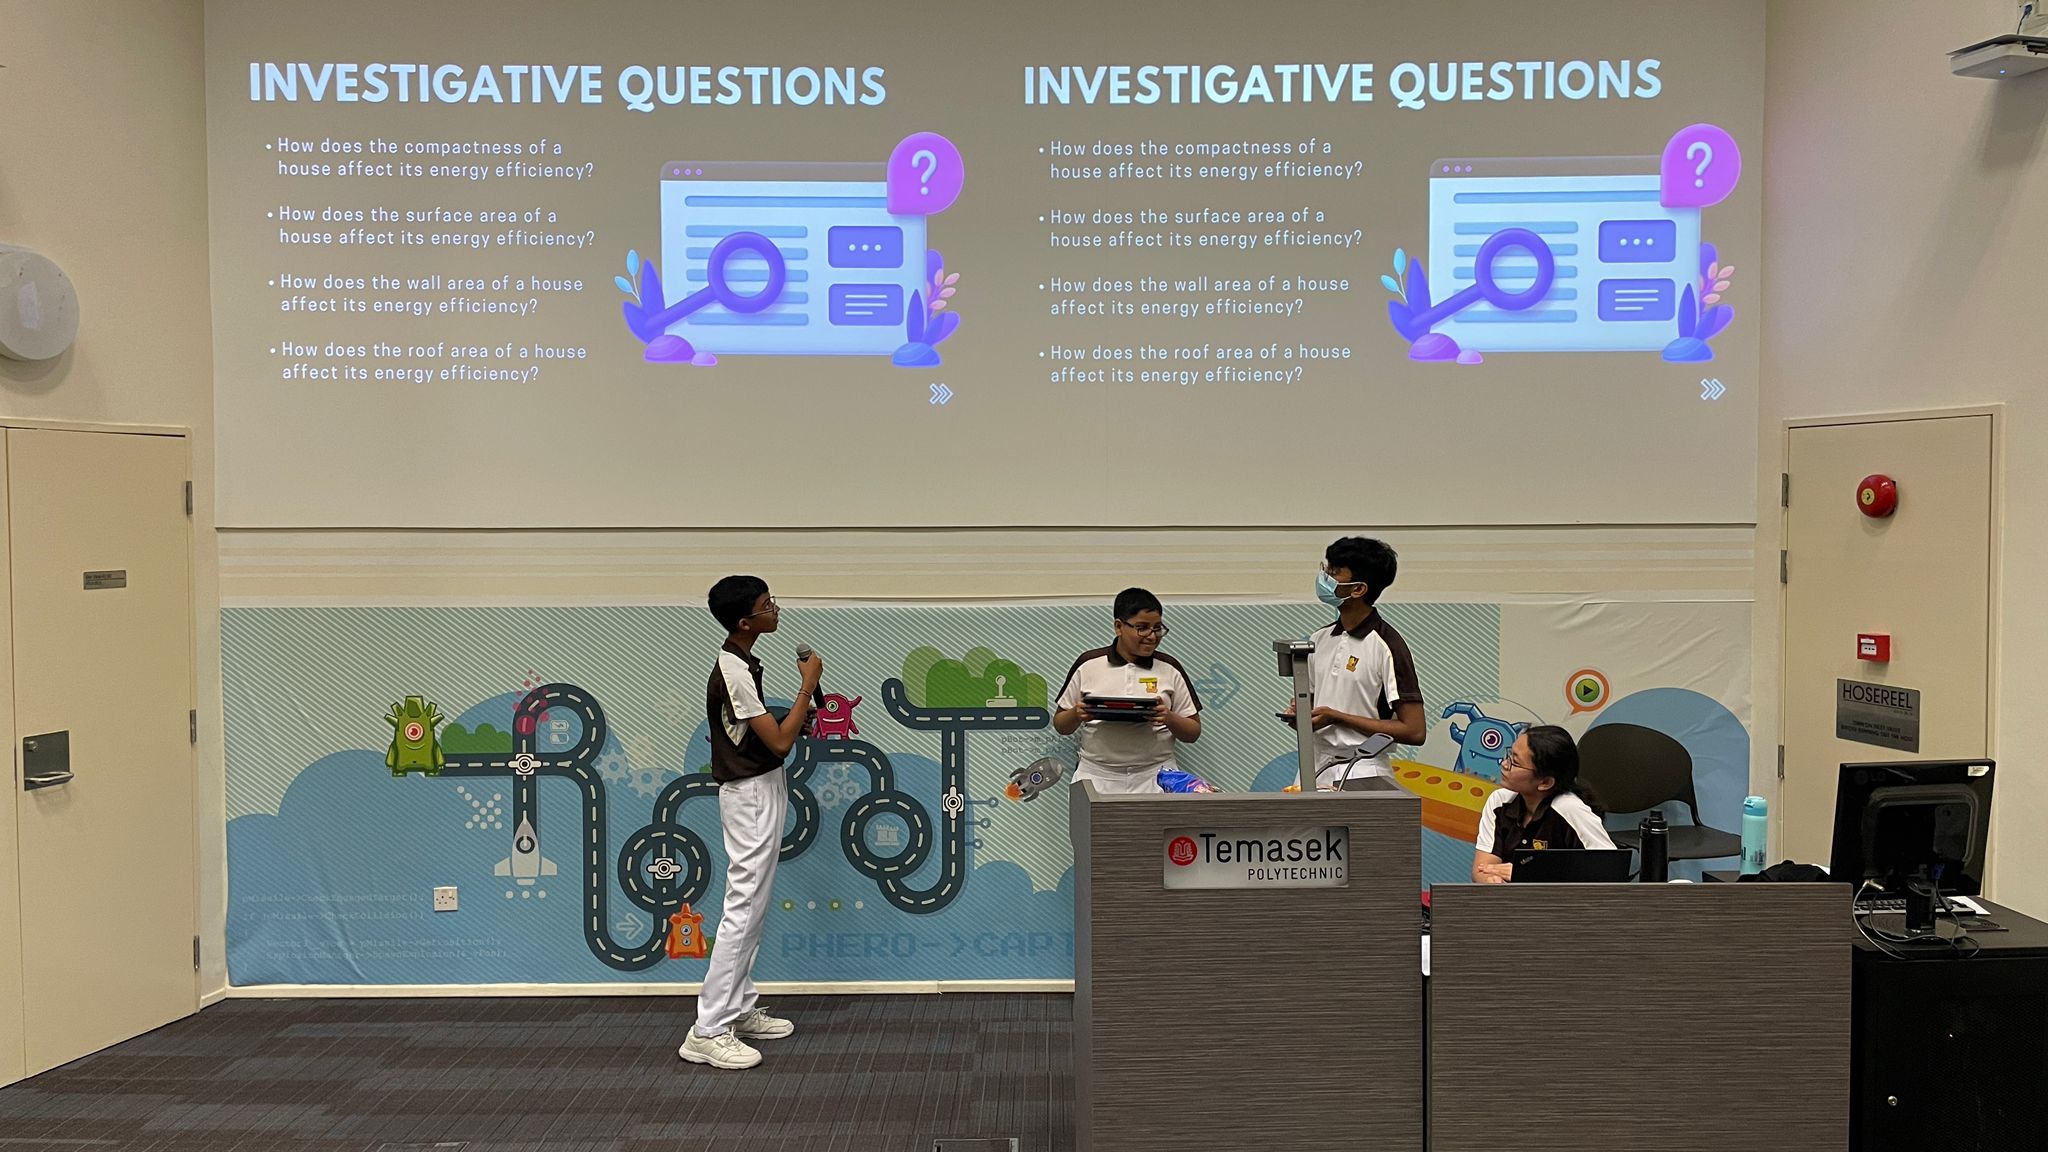 INVESTIGATIVE QUESTIONS
• How does the compactness of a
house affect its energy efficiency?
• How does the surface area of a
house affect its energy efficiency?
• How does the wall area of a house
affect its energy efficiency?
• How does the roof area of a house
affect its energy efficiency?
INVESTIGATIVE QUESTIONS
• How does the compactness of a
house affect its energy efficiency?
• How does the surface area of a
house affect its energy efficiency?
• How does the wall area of a house
affect its energy efficiency?
• How does the roof area of a house
affect its energy efficiency?
HOSEREEL
PHERO->CAPT
Temasek
POLYTECHNIC
LG